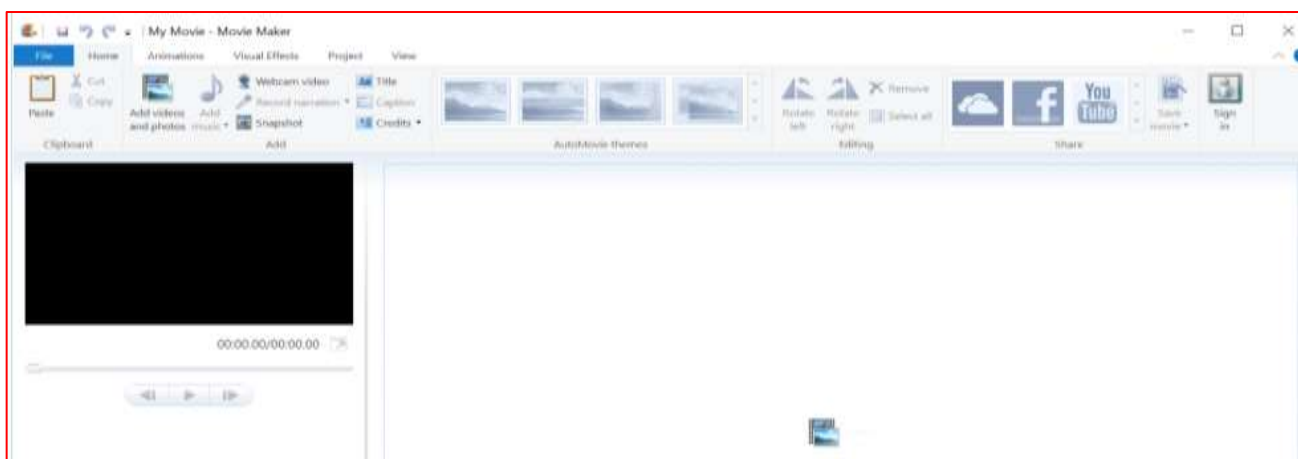 My Movie - Movie Maker
File Home Animations Visual Effects Project View
Paste
Cut
Copy
Clipboard
Add videos and photos
Add music
Webcam video
Record narration
Snapshot
Title
Caption
Credits
Add
AutoMovie themes
Rotate left
Rotate right
Remove
Select all
Editing
You
Tube
Share
Save movie
Sign in
00:00.00/00:00.00